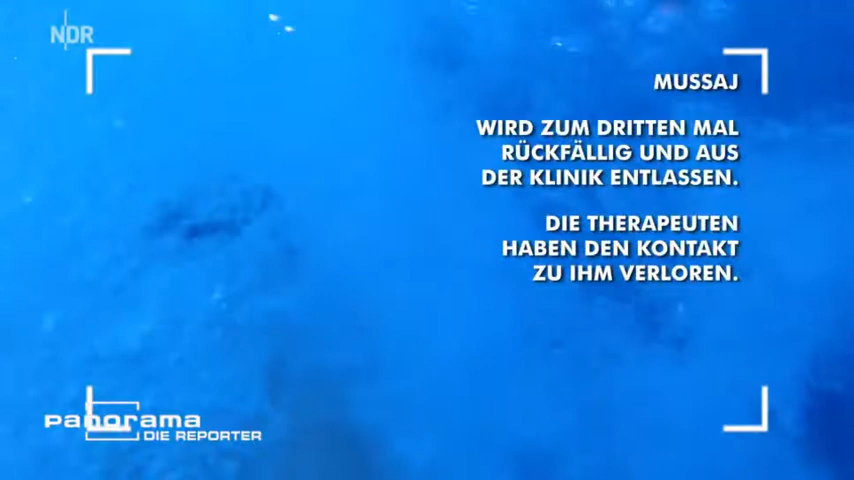 NDR
MUSSAJ
WIRD ZUM DRITTEN MAL
RÜCKFÄLLIG UND AUS
DER KLINIK ENTLASSEN.
DIE THERAPEUTEN
HABEN DEN KONTAKT
ZU IHM VERLOREN.
panorama
DIE REPORTER